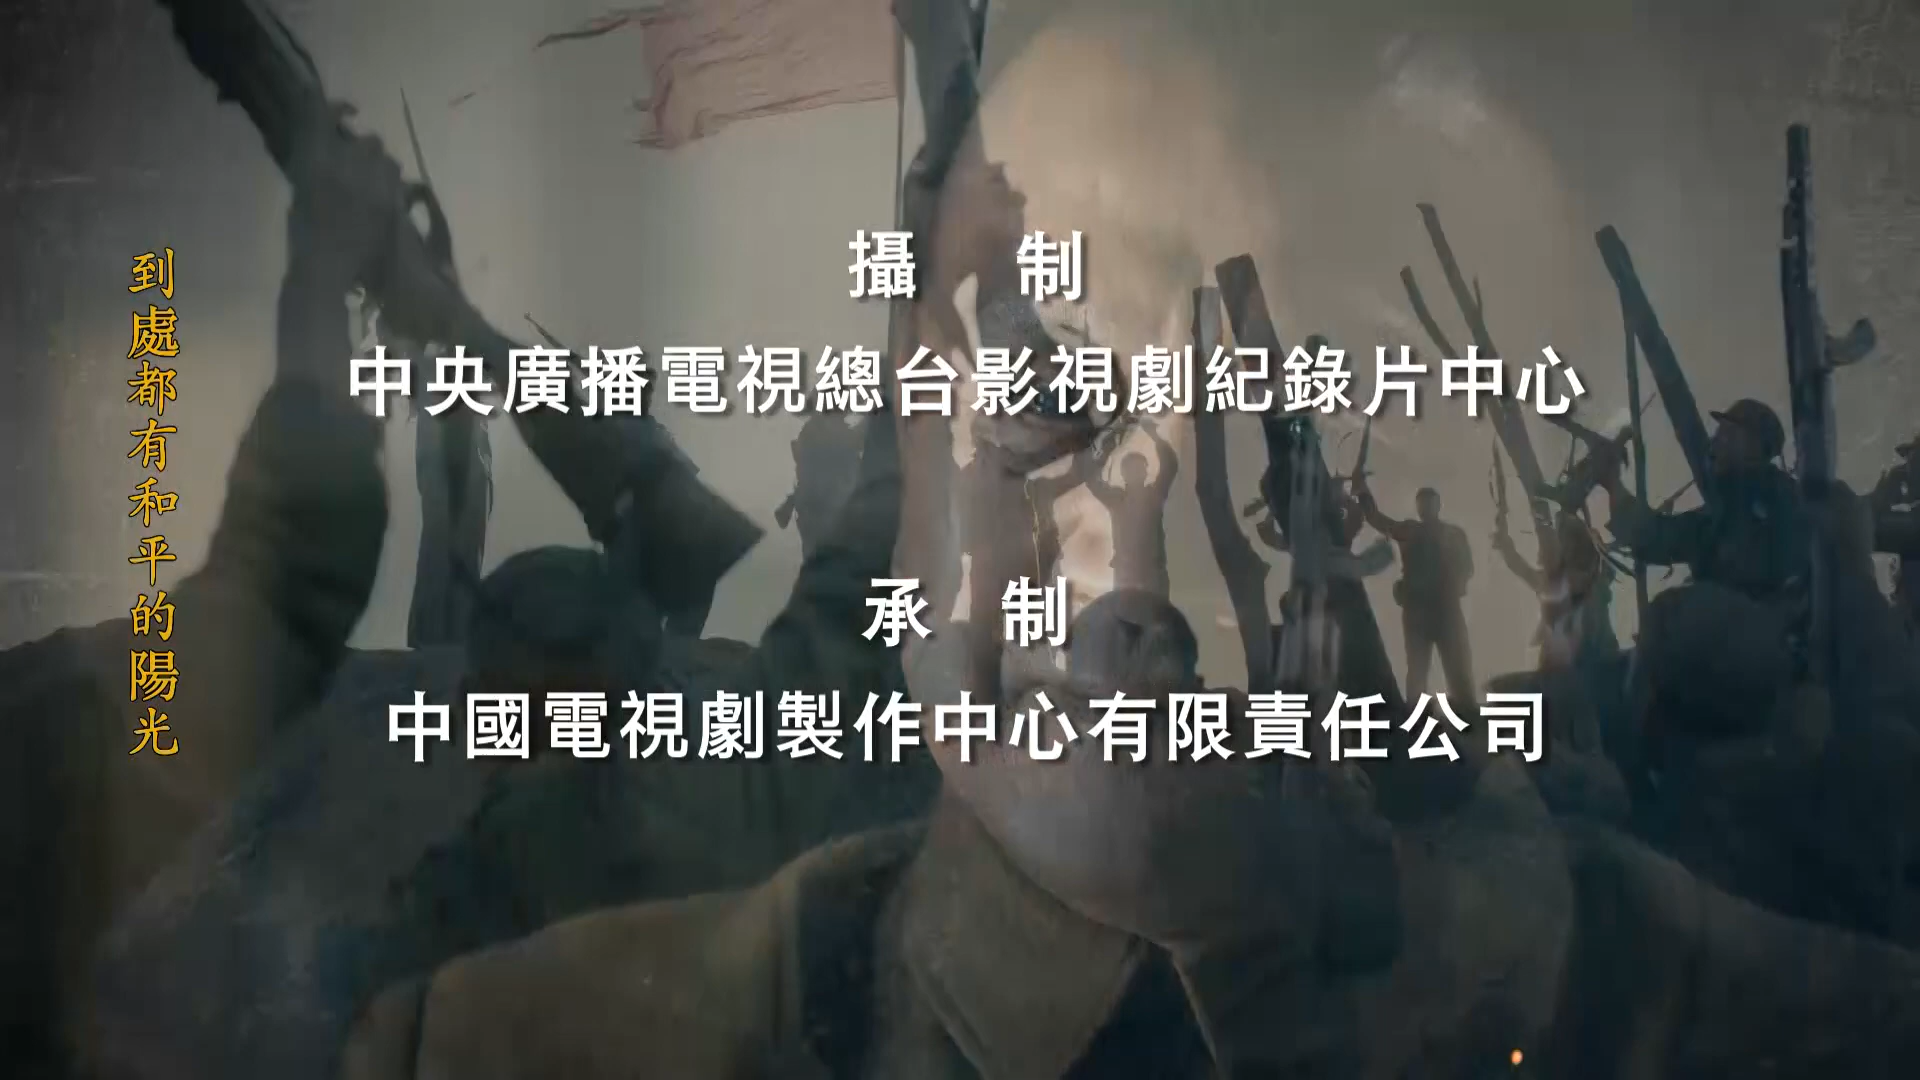 攝制
中央廣播電視總台影視劇紀錄片中心
承制
中國電視劇製作中心有限責任公司
到處都有和平的陽光